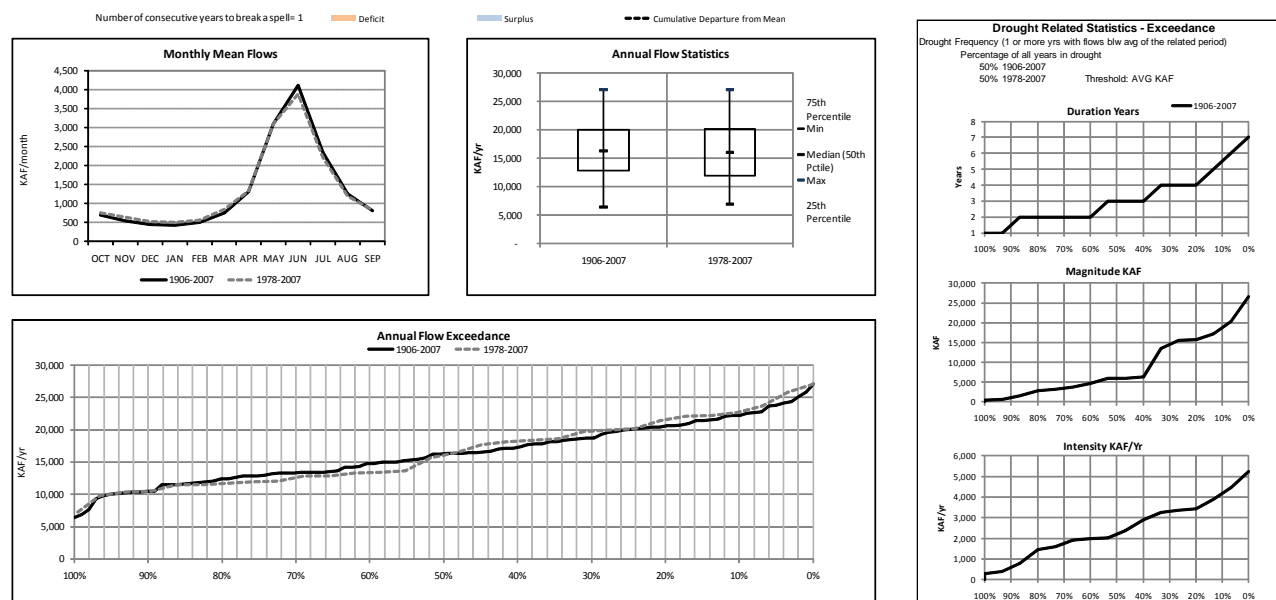 Number of consecutive years to break a spell= 1
Deficit
Surplus
Cumulative Departure from Mean
Monthly Mean Flows
KAF/month
4,500
4,000
3,500
3,000
2,500
2,000
1,500
1,000
500
0
OCT NOV DEC JAN FEB MAR APR MAY JUN JUL AUG SEP
1906-2007
1978-2007
Annual Flow Statistics
KAF/yr
30,000
25,000
20,000
15,000
10,000
5,000
-
1906-2007
1978-2007
75th
Percentile
Min
Median (50th
Pctile)
Max
25th
Percentile
Annual Flow Exceedance
1906-2007
1978-2007
KAF/yr
30,000
25,000
20,000
15,000
10,000
5,000
0
100% 90% 80% 70% 60% 50% 40% 30% 20% 10% 0%
Drought Related Statistics - Exceedance
Drought Frequency (1 or more yrs with flows blw avg of the related period)
Percentage of all years in drought
50% 1906-2007
50% 1978-2007 Threshold: AVG KAF
1906-2007
Duration Years
Years
8
7
6
5
4
3
2
1
100% 90% 80% 70% 60% 50% 40% 30% 20% 10% 0%
Magnitude KAF
KAF
30,000
25,000
20,000
15,000
10,000
5,000
0
100% 90% 80% 70% 60% 50% 40% 30% 20% 10% 0%
Intensity KAF/Yr
KAF/yr
6,000
5,000
4,000
3,000
2,000
1,000
0
100% 90% 80% 70% 60% 50% 40% 30% 20% 10% 0%